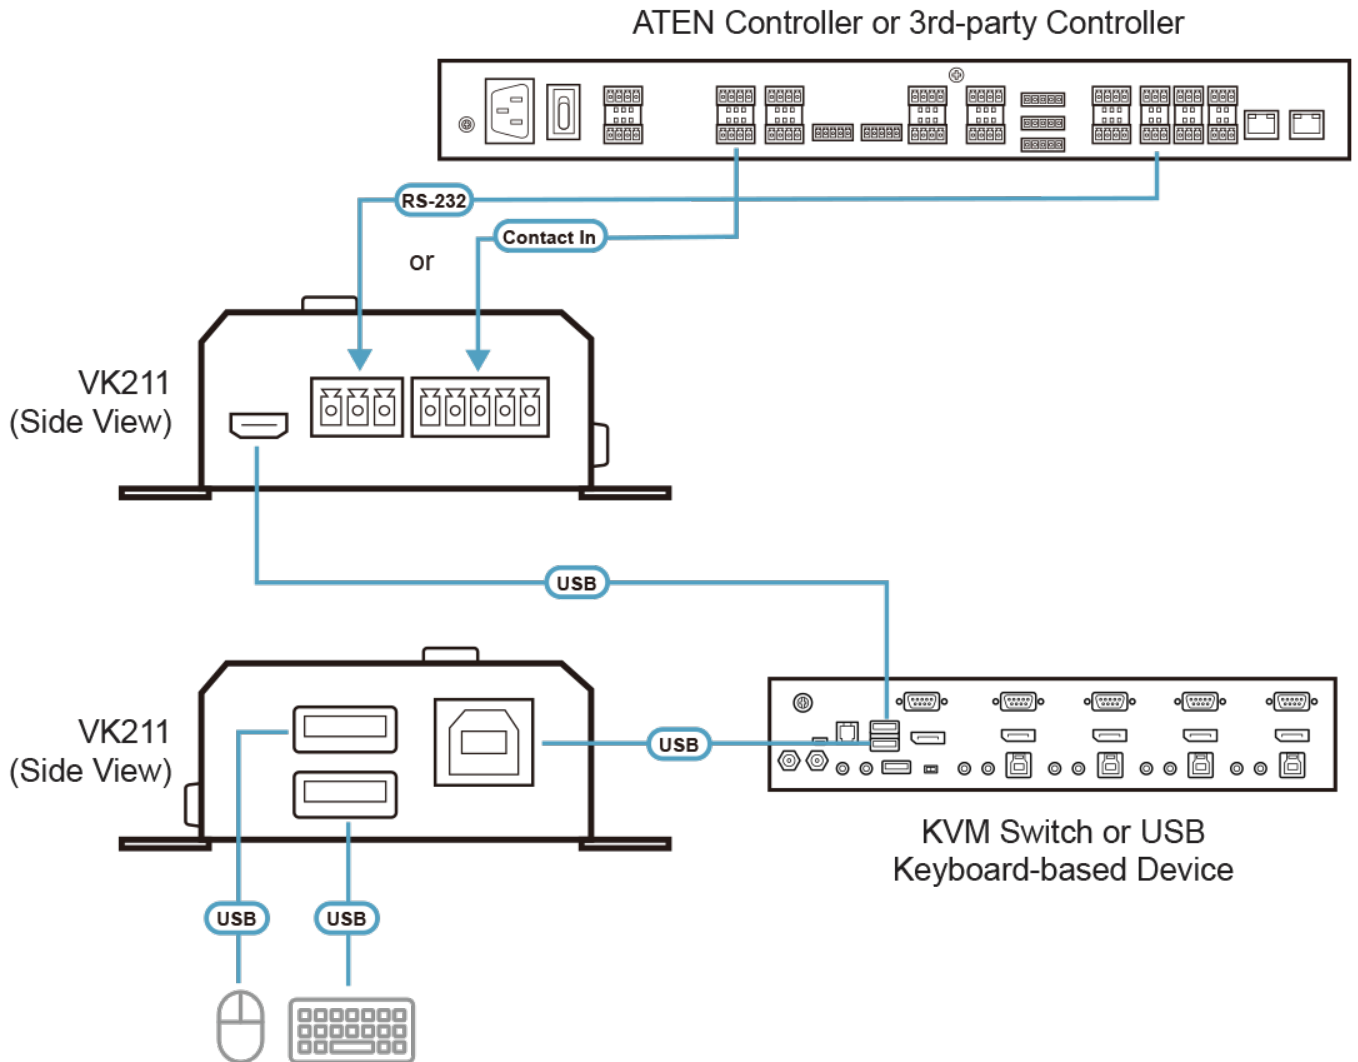 ATEN Controller or 3rd-party Controller
RS-232
Contact In
or
VK211
(Side View)
USB
VK211
(Side View)
USB
KVM Switch or USB
Keyboard-based Device
USB
USB